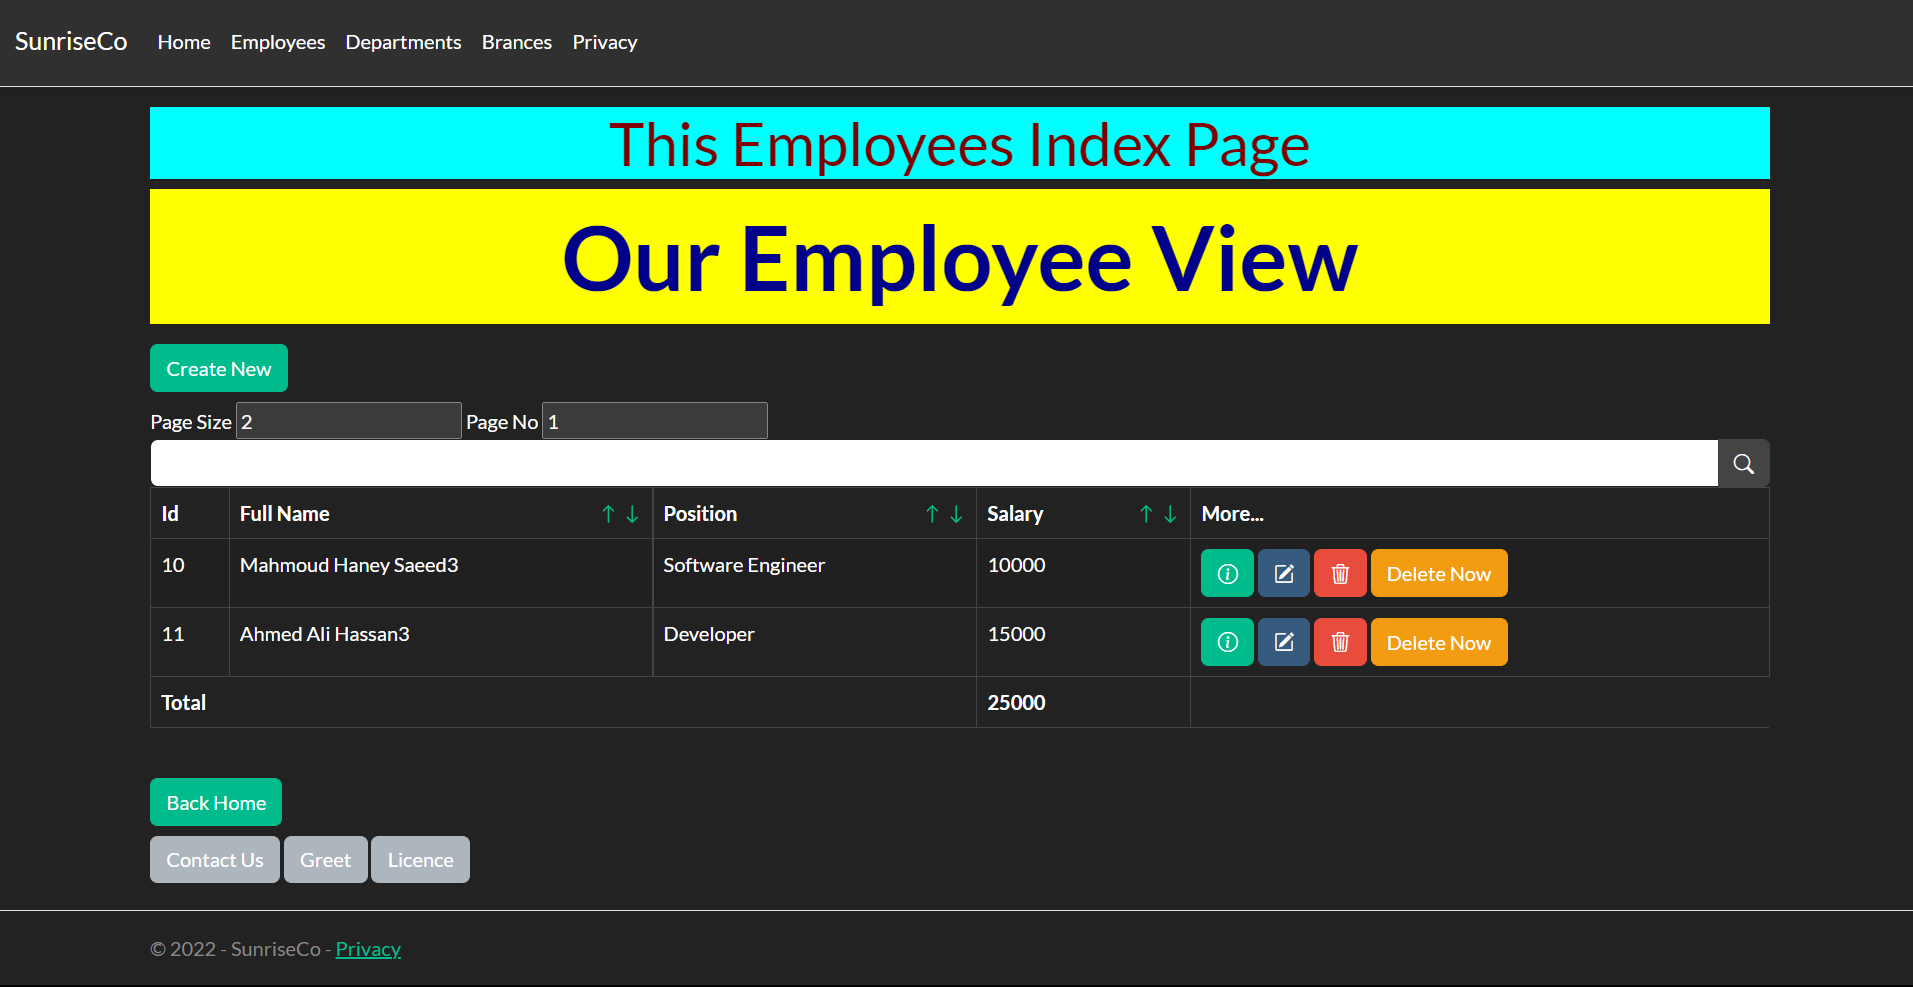 SunriseCo Home Employees Departments Brances Privacy
This Employees Index Page
Our Employee View
Create New
Page Size 2 Page No 1
Id Full Name Position Salary More...
10 Mahmoud Haney Saeed3 Software Engineer 10000 Delete Now
11 Ahmed Ali Hassan3 Developer 15000 Delete Now
Total 25000
Back Home
Contact Us Greet Licence
© 2022 - SunriseCo - Privacy